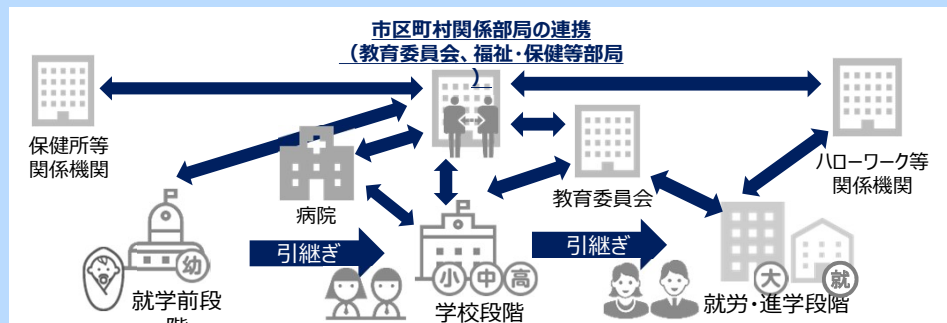 市区町村関係部局の連携
（教育委員会、福祉・保健等部局
）
保健所等
関係機関
病院
教育委員会
ハローワーク等
関係機関
幼
就学前段
階
引継ぎ
小 中 高
学校段階
引継ぎ
大 就
就労・進学段階